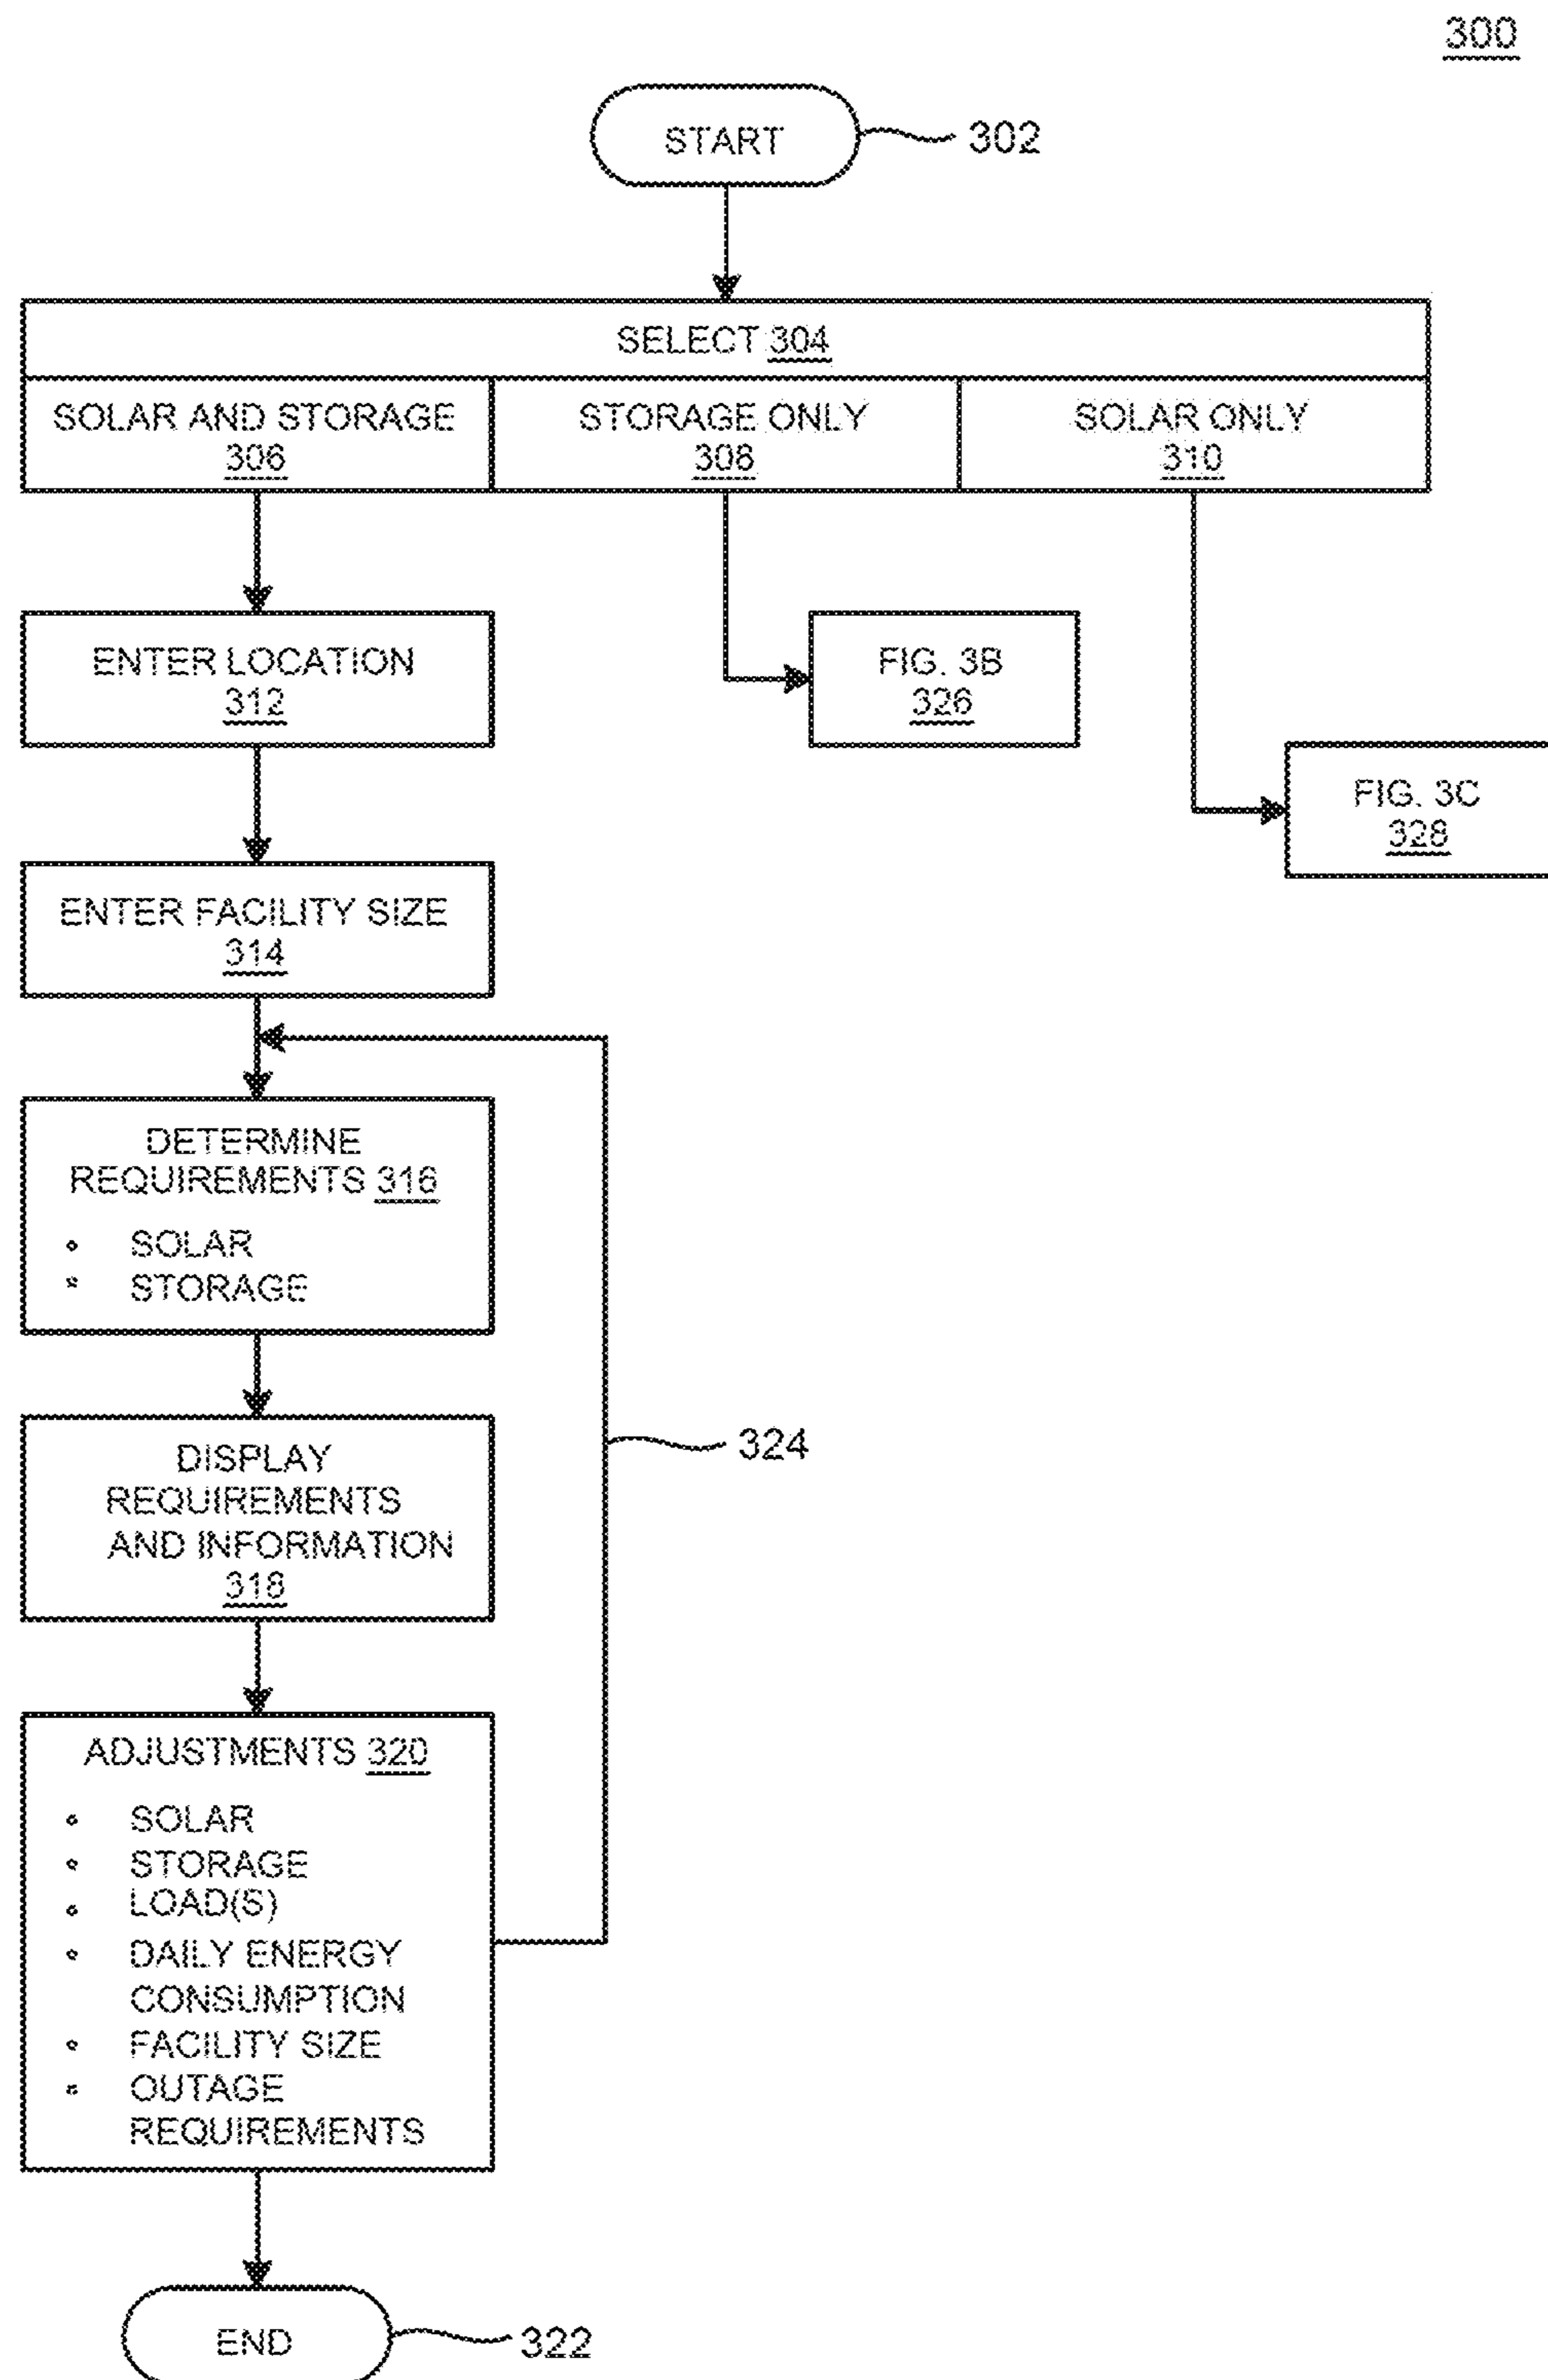 300
START
302
SELECT 304
SOLAR AND STORAGE
306
STORAGE ONLY
308
SOLAR ONLY
310
ENTER LOCATION
312
FIG. 3B
326
FIG. 3C
328
ENTER FACILITY SIZE
314
DETERMINE
REQUIREMENTS 316
• SOLAR
• STORAGE
DISPLAY
REQUIREMENTS
AND INFORMATION
318
324
ADJUSTMENTS 320
• SOLAR
• STORAGE
• LOAD(S)
• DAILY ENERGY
CONSUMPTION
• FACILITY SIZE
• OUTAGE
REQUIREMENTS
END
322